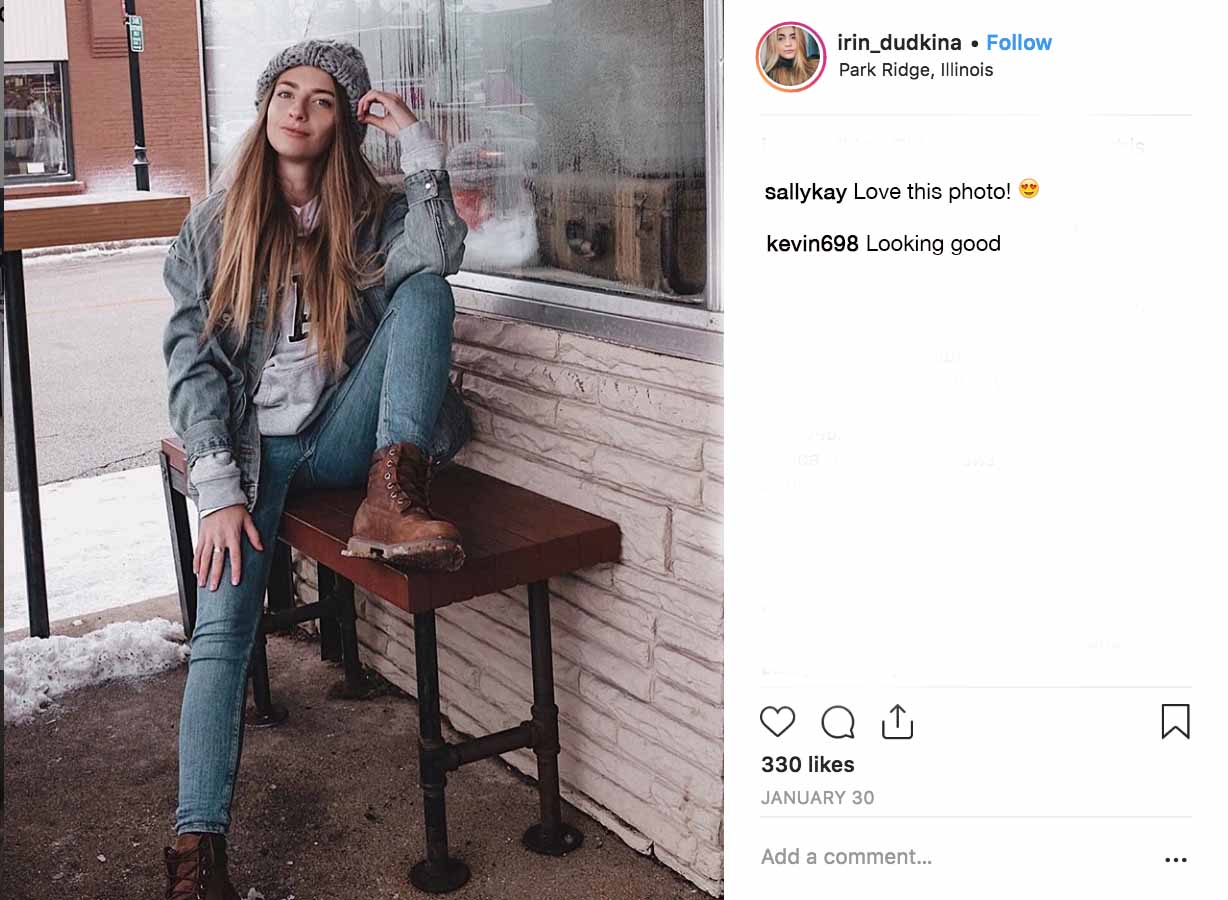 irin_dudkina • Follow
Park Ridge, Illinois
sallykay Love this photo! 😍
kevin698 Looking good
330 likes
JANUARY 30
Add a comment...